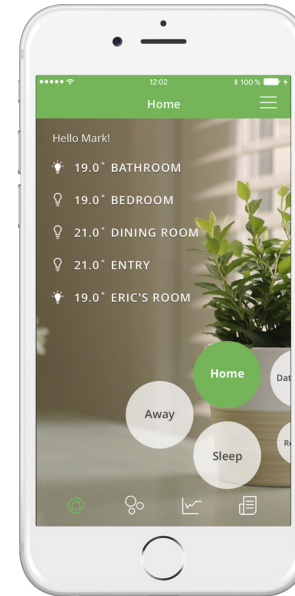 12:02
100 %
Home
Hello Mark!
19.0° BATHROOM
19.0° BEDROOM
21.0° DINING ROOM
21.0° ENTRY
19.0° ERIC'S ROOM
Home
Dat
Away
Sleep